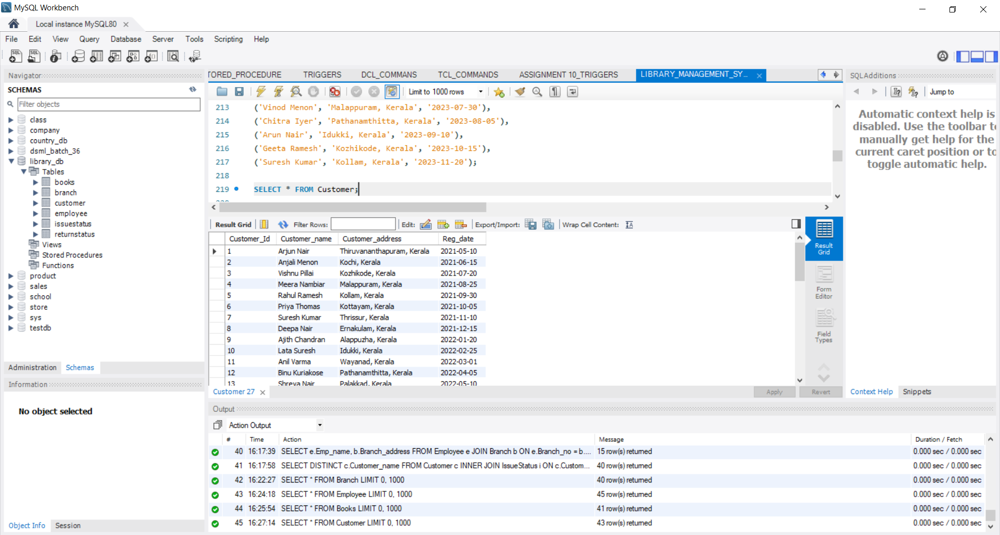 MySQL Workbench
Local instance MySQL80
File Edit View Query Database Server Tools Scripting Help
Navigator
SCHEMAS
Filter objects
class
company
country_db
dsml_batch_36
library_db
Tables
books
branch
customer
employee
issuestatus
returnstatus
Views
Stored Procedures
Functions
product
sales
school
store
sys
testdb
Administration Schemas
Information
No object selected
Object Info Session
TORED_PROCEDURE TRIGGERS DCL_COMMANS TCL_COMMANDS ASSIGNMENT 10_TRIGGERS LIBRARY_MANAGEMENT_SY...
Limit to 1000 rows
213 ('Vinod Menon', 'Malappuram, Kerala', '2023-07-30'),
214 ('Chitra Iyer', 'Pathanamthitta, Kerala', '2023-08-05'),
215 ('Arun Nair', 'Idukki, Kerala', '2023-09-10'),
216 ('Geeta Ramesh', 'Kozhikode, Kerala', '2023-10-15'),
217 ('Suresh Kumar', 'Kollam, Kerala', '2023-11-20');
218
219 SELECT * FROM Customer;
Result Grid Filter Rows: Edit: Export/Import: Wrap Cell Content:
Customer_Id Customer_name Customer_address Reg_date
1 Arjun Nair Thiruvananthapuram, Kerala 2021-05-10
2 Anjali Menon Kochi, Kerala 2021-06-15
3 Vishnu Pillai Kozhikode, Kerala 2021-07-20
4 Meera Nambiar Malappuram, Kerala 2021-08-25
5 Rahul Ramesh Kollam, Kerala 2021-09-30
6 Priya Thomas Kottayam, Kerala 2021-10-05
7 Suresh Kumar Thrissur, Kerala 2021-11-10
8 Deepa Nair Ernakulam, Kerala 2021-12-15
9 Ajith Chandran Alappuzha, Kerala 2022-01-20
10 Lata Suresh Idukki, Kerala 2022-02-25
11 Anil Varma Wayanad, Kerala 2022-03-01
12 Binu Kuriakose Pathanamthitta, Kerala 2022-04-05
13 Shreya Nair Palakkad, Kerala 2022-05-10
Result
Grid
Form
Editor
Field
Types
Customer 27 Apply Revert
Output
Action Output
# Time Action Message Duration / Fetch
40 16:17:39 SELECT e.Emp_name, b.Branch_address FROM Employee e JOIN Branch b ON e.Branch_no = b.... 15 row(s) returned 0.000 sec / 0.000 sec
41 16:17:58 SELECT DISTINCT c.Customer_name FROM Customer c INNER JOIN IssueStatus i ON c.Custom... 40 row(s) returned 0.000 sec / 0.000 sec
42 16:22:27 SELECT * FROM Branch LIMIT 0, 1000 40 row(s) returned 0.000 sec / 0.000 sec
43 16:24:18 SELECT * FROM Employee LIMIT 0, 1000 45 row(s) returned 0.000 sec / 0.000 sec
44 16:25:54 SELECT * FROM Books LIMIT 0, 1000 41 row(s) returned 0.000 sec / 0.000 sec
45 16:27:14 SELECT * FROM Customer LIMIT 0, 1000 43 row(s) returned 0.000 sec / 0.000 sec
SQLAdditions
Jump to
Automatic context help is
disabled. Use the toolbar to
manually get help for the
current caret position or to
toggle automatic help.
Context Help Snippets